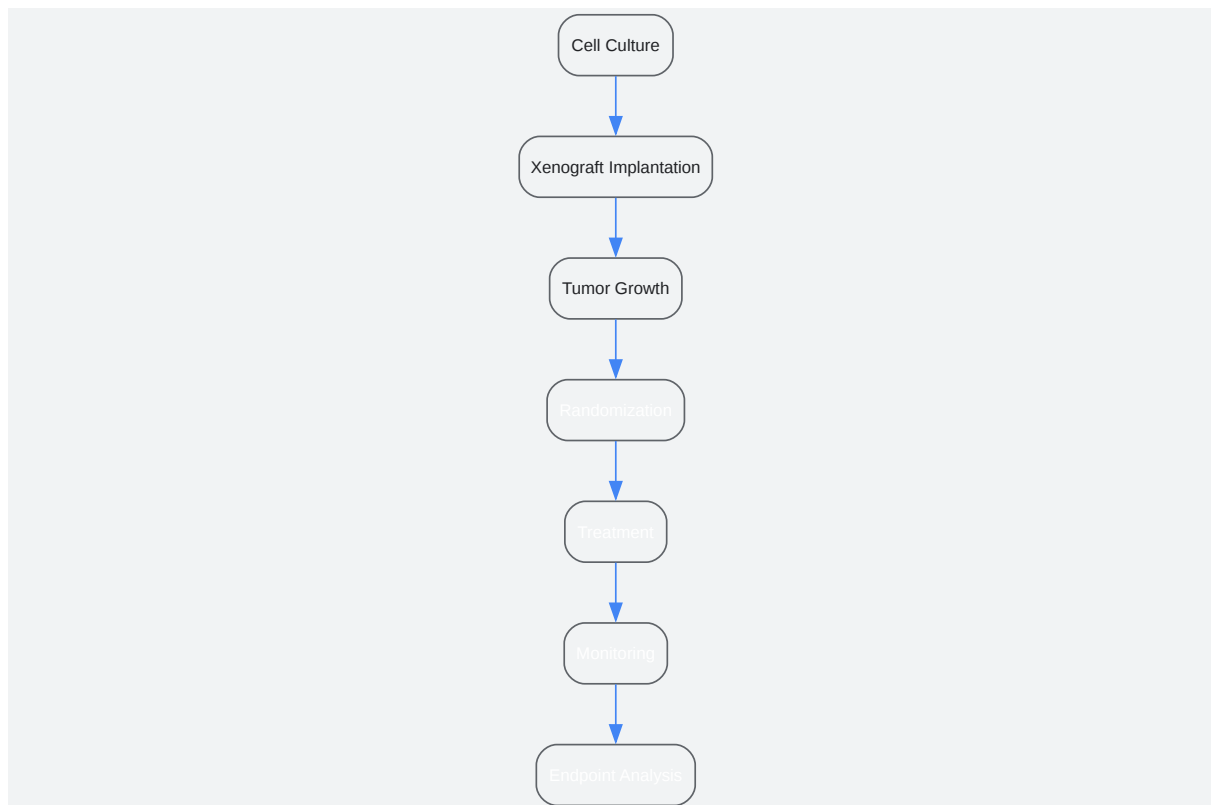 Cell Culture
Xenograft Implantation
Tumor Growth
Randomization
Treatment
Monitoring
Endpoint Analysis